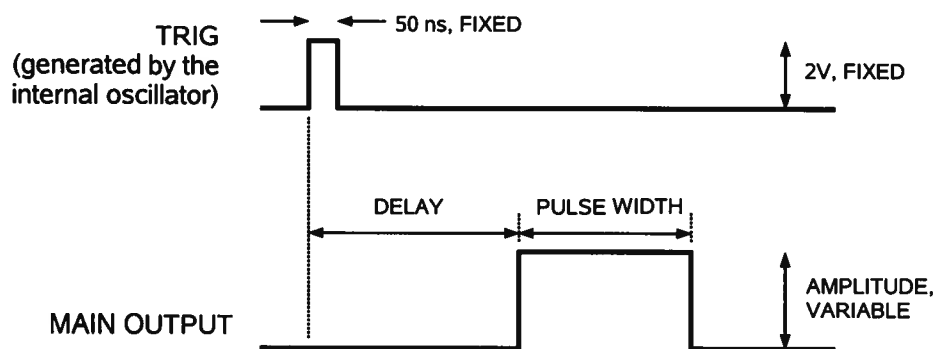 50 ns, FIXED
TRIG
(generated by the
internal oscillator)
2V, FIXED
DELAY
PULSE WIDTH
AMPLITUDE,
VARIABLE
MAIN OUTPUT